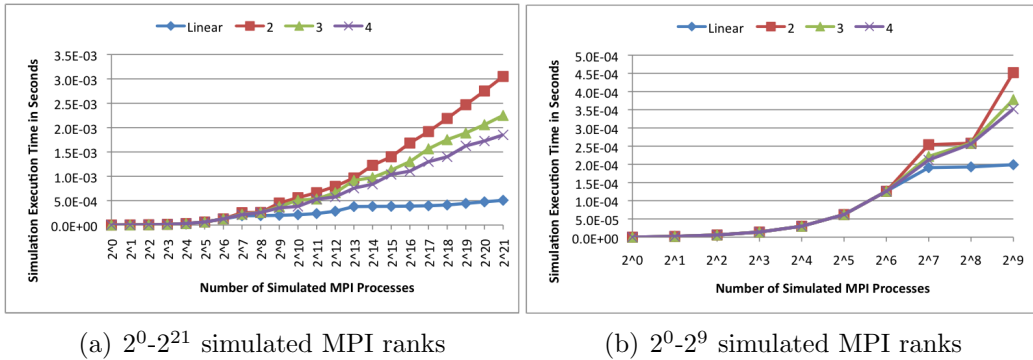 Linear 2 3 4
Simulation Execution Time in Seconds
3.5E-03
3.0E-03
2.5E-03
2.0E-03
1.5E-03
1.0E-03
5.0E-04
0.0E+00
2^0 2^1 2^2 2^3 2^4 2^5 2^6 2^7 2^8 2^9 2^10 2^11 2^12 2^13 2^14 2^15 2^16 2^17 2^18 2^19 2^20 2^21
Number of Simulated MPI Processes
(a) 2^0-2^21 simulated MPI ranks
Linear 2 3 4
Simulation Execution Time in Seconds
5.0E-04
4.5E-04
4.0E-04
3.5E-04
3.0E-04
2.5E-04
2.0E-04
1.5E-04
1.0E-04
5.0E-05
0.0E+00
2^0 2^1 2^2 2^3 2^4 2^5 2^6 2^7 2^8 2^9
Number of Simulated MPI Processes
(b) 2^0-2^9 simulated MPI ranks